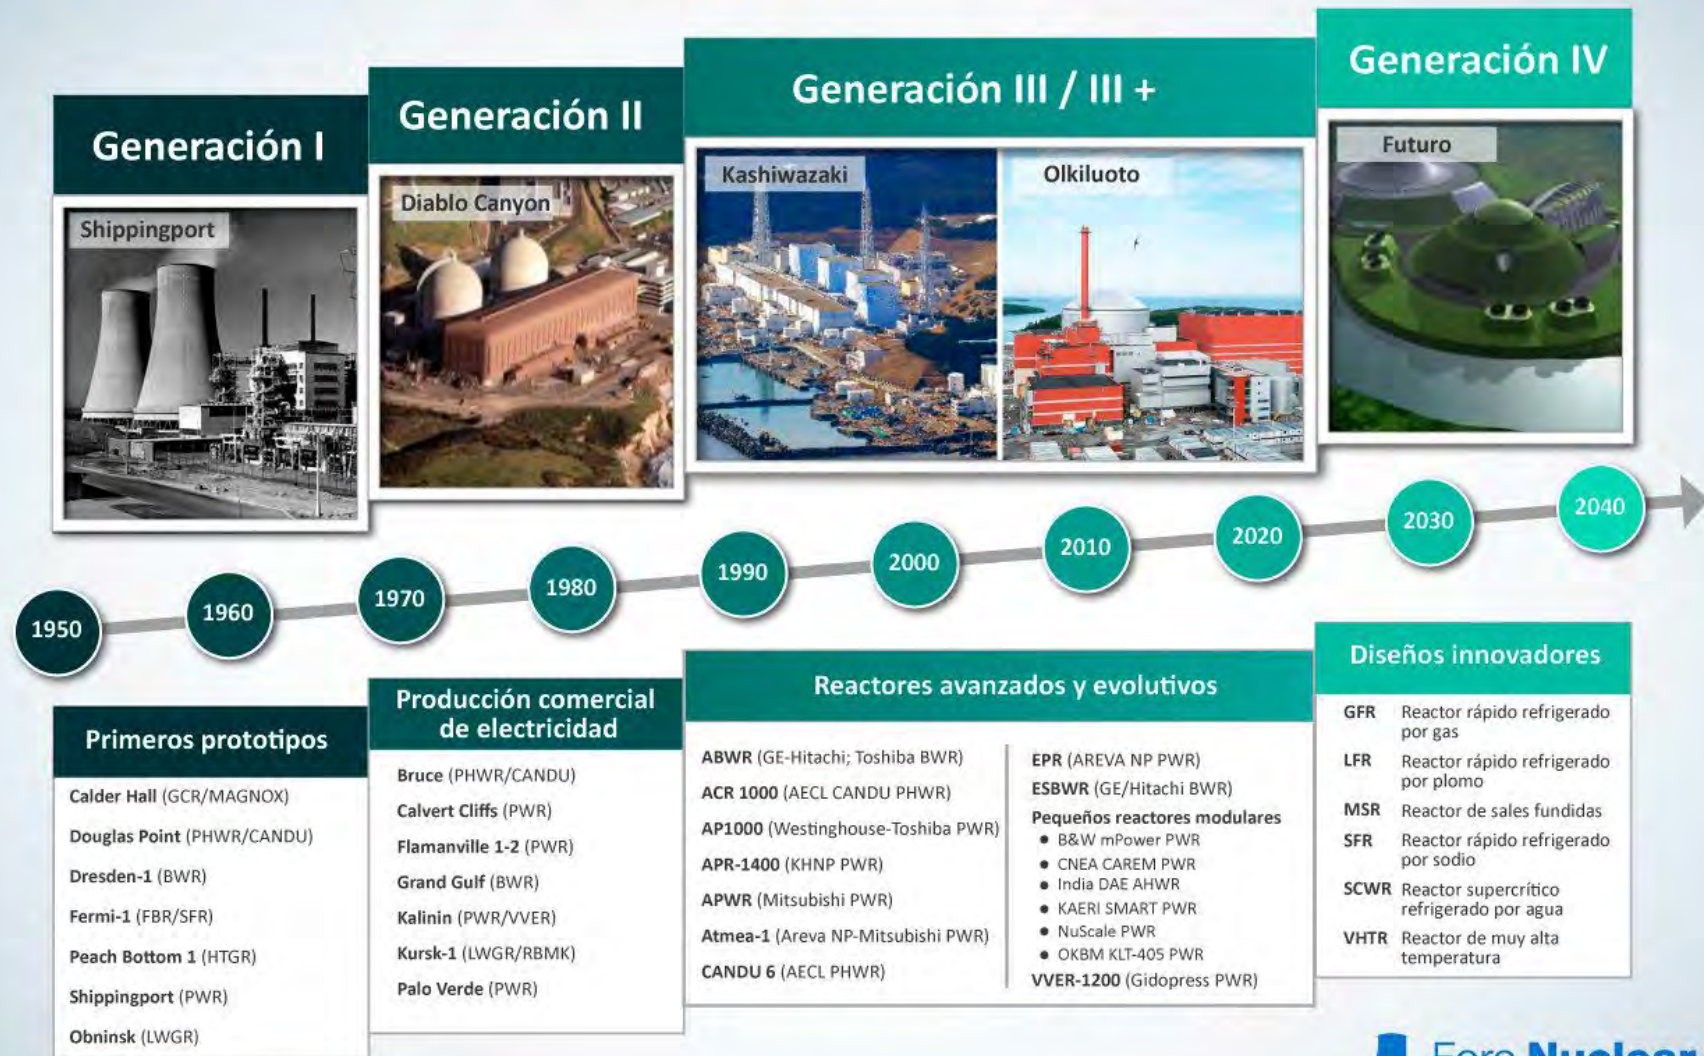 Generación I
Generación II
Generación III / III +
Generación IV
Shippingport
Diablo Canyon
Kashiwazaki
Olkiluoto
Futuro
1950
1960
1970
1980
1990
2000
2010
2020
2030
2040
Primeros prototipos
Calder Hall (GCR/MAGNOX)
Douglas Point (PHWR/CANDU)
Dresden-1 (BWR)
Fermi-1 (FBR/SFR)
Peach Bottom 1 (HTGR)
Shippingport (PWR)
Obninsk (LWGR)
Producción comercial
de electricidad
Bruce (PHWR/CANDU)
Calvert Cliffs (PWR)
Flamanville 1-2 (PWR)
Grand Gulf (BWR)
Kalinin (PWR/VVER)
Kursk-1 (LWGR/RBMK)
Palo Verde (PWR)
Reactores avanzados y evolutivos
ABWR (GE-Hitachi; Toshiba BWR)
ACR 1000 (AECL CANDU PHWR)
AP1000 (Westinghouse-Toshiba PWR)
APR-1400 (KHNP PWR)
APWR (Mitsubishi PWR)
Atmea-1 (Areva NP-Mitsubishi PWR)
CANDU 6 (AECL PHWR)
EPR (AREVA NP PWR)
ESBWR (GE/Hitachi BWR)
Pequeños reactores modulares
● B&W mPower PWR
● CNEA CAREM PWR
● India DAE AHWR
● KAERI SMART PWR
● NuScale PWR
● OKBM KLT-405 PWR
VVER-1200 (Gidopress PWR)
Diseños innovadores
GFR Reactor rápido refrigerado
por gas
LFR Reactor rápido refrigerado
por plomo
MSR Reactor de sales fundidas
SFR Reactor rápido refrigerado
por sodio
SCWR Reactor supercrítico
refrigerado por agua
VHTR Reactor de muy alta
temperatura
Foro Nuclear